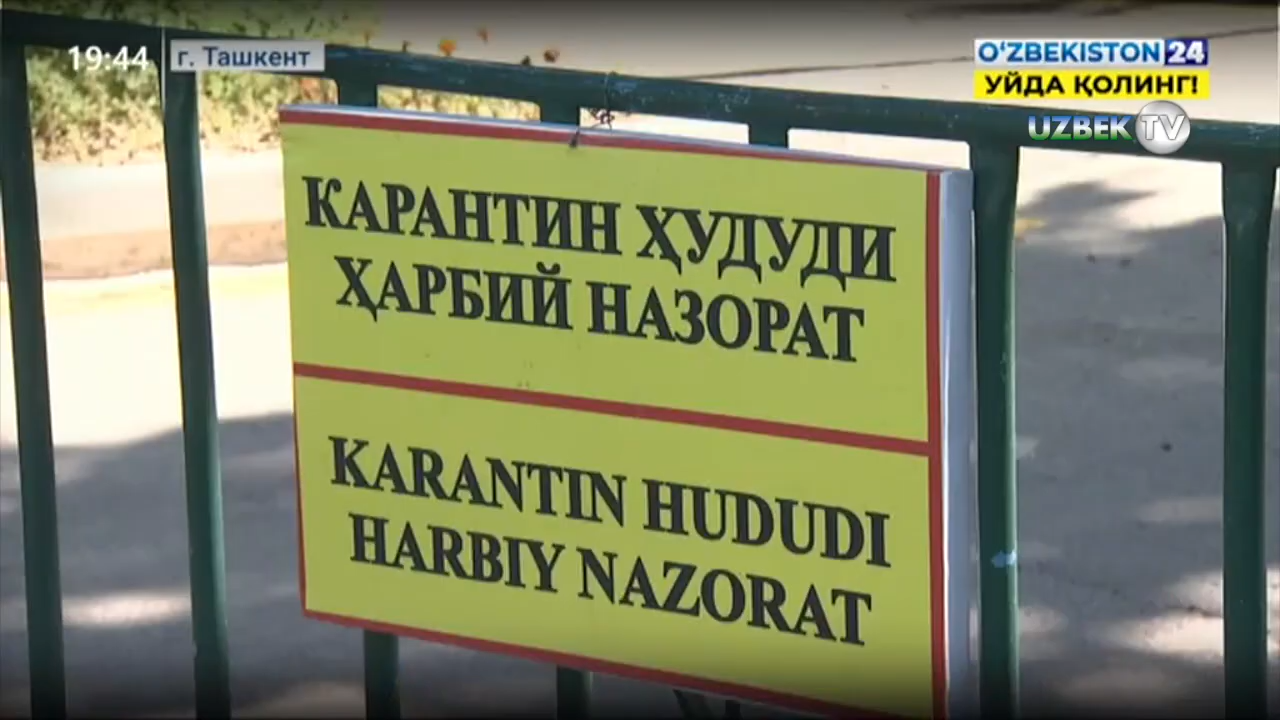 19:44
г. Ташкент
O‘ZBEKISTON 24
УЙДА ҚОЛИНГ!
UZBEK TV
КАРАНТИН ҲУДУДИ
ҲАРБИЙ НАЗОРАТ
KARANTIN HUDUDI
HARBIY NAZORAT